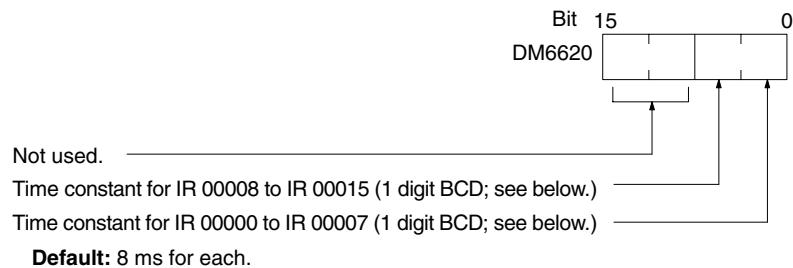 Bit 15 0
DM6620
Not used.
Time constant for IR 00008 to IR 00015 (1 digit BCD; see below.)
Time constant for IR 00000 to IR 00007 (1 digit BCD; see below.)
Default: 8 ms for each.